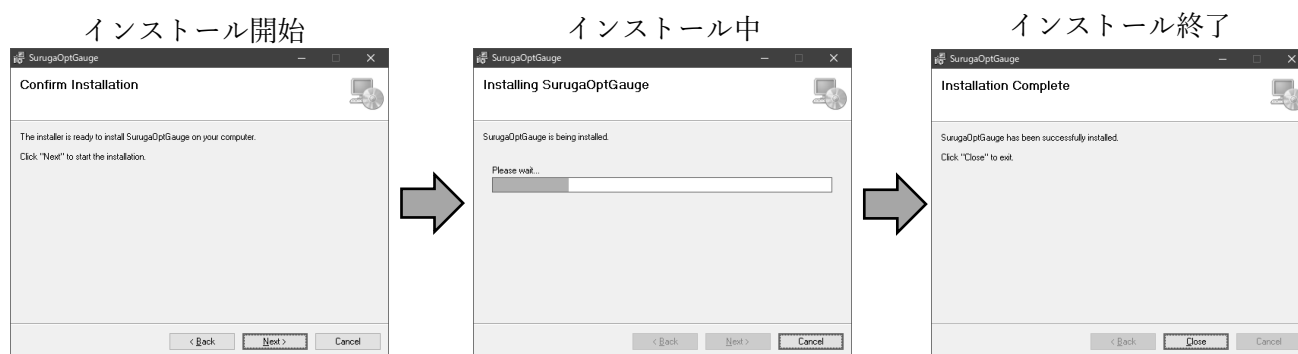 インストール開始
SurugaOptGauge
Confirm Installation
The installer is ready to install SurugaOptGauge on your computer.
Click "Next" to start the installation.
< Back
Next >
Cancel
インストール中
SurugaOptGauge
Installing SurugaOptGauge
SurugaOptGauge is being installed.
Please wait...
< Back
Next >
Cancel
インストール終了
SurugaOptGauge
Installation Complete
SurugaOptGauge has been successfully installed.
Click "Close" to exit.
< Back
Close
Cancel